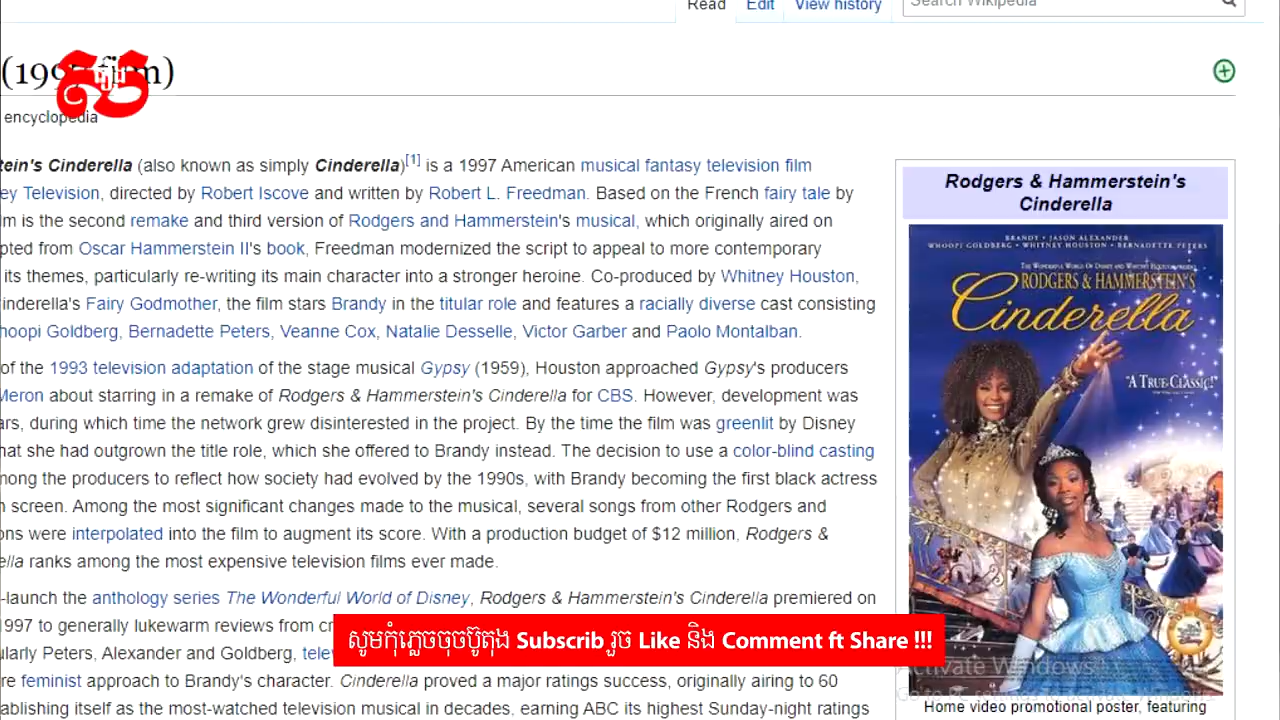 Read Edit View history Search Wikipedia
(1997 film)
រឿង
encyclopedia
tein's Cinderella (also known as simply Cinderella)[1] is a 1997 American musical fantasy television film
ey Television, directed by Robert Iscove and written by Robert L. Freedman. Based on the French fairy tale by
lm is the second remake and third version of Rodgers and Hammerstein's musical, which originally aired on
pted from Oscar Hammerstein II's book, Freedman modernized the script to appeal to more contemporary
its themes, particularly re-writing its main character into a stronger heroine. Co-produced by Whitney Houston,
inderella's Fairy Godmother, the film stars Brandy in the titular role and features a racially diverse cast consisting
hoopi Goldberg, Bernadette Peters, Veanne Cox, Natalie Desselle, Victor Garber and Paolo Montalban.
of the 1993 television adaptation of the stage musical Gypsy (1959), Houston approached Gypsy's producers
Meron about starring in a remake of Rodgers & Hammerstein's Cinderella for CBS. However, development was
ars, during which time the network grew disinterested in the project. By the time the film was greenlit by Disney
hat she had outgrown the title role, which she offered to Brandy instead. The decision to use a color-blind casting
mong the producers to reflect how society had evolved by the 1990s, with Brandy becoming the first black actress
n screen. Among the most significant changes made to the musical, several songs from other Rodgers and
ons were interpolated into the film to augment its score. With a production budget of $12 million, Rodgers &
ella ranks among the most expensive television films ever made.
-launch the anthology series The Wonderful World of Disney, Rodgers & Hammerstein's Cinderella premiered on
1997 to generally lukewarm reviews from cr
ularly Peters, Alexander and Goldberg, tele
re feminist approach to Brandy's character. Cinderella proved a major ratings success, originally airing to 60
ablishing itself as the most-watched television musical in decades, earning ABC its highest Sunday-night ratings
Rodgers & Hammerstein's
Cinderella
BRANDY • JASON ALEXANDER
WHOOPI GOLDBERG • WHITNEY HOUSTON • BERNADETTE PETERS
THE WONDERFUL WORLD OF DISNEY AND WHITNEY HOUSTON PRESENT
RODGERS & HAMMERSTEIN'S
Cinderella
"A TRUE CLASSIC!"
Home video promotional poster, featuring
សូមកុំភ្លេចចុចប៊ូតុង Subscrib រួច Like និង Comment ft Share !!!
Activate Windows